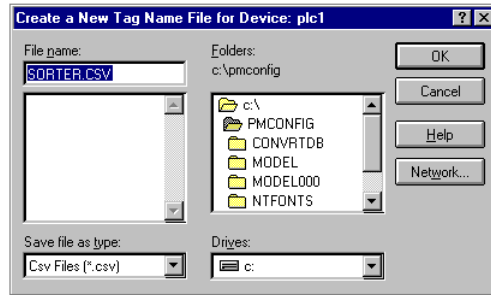 Create a New Tag Name File for Device: plc1
File name:
SORTER.CSV
Folders:
c:\pmconfig
c:\
PMCONFIG
CONVRTDB
MODEL
MODEL000
NTFONTS
Save file as type:
Csv Files (*.csv)
Drives:
c:
OK
Cancel
Help
Network...